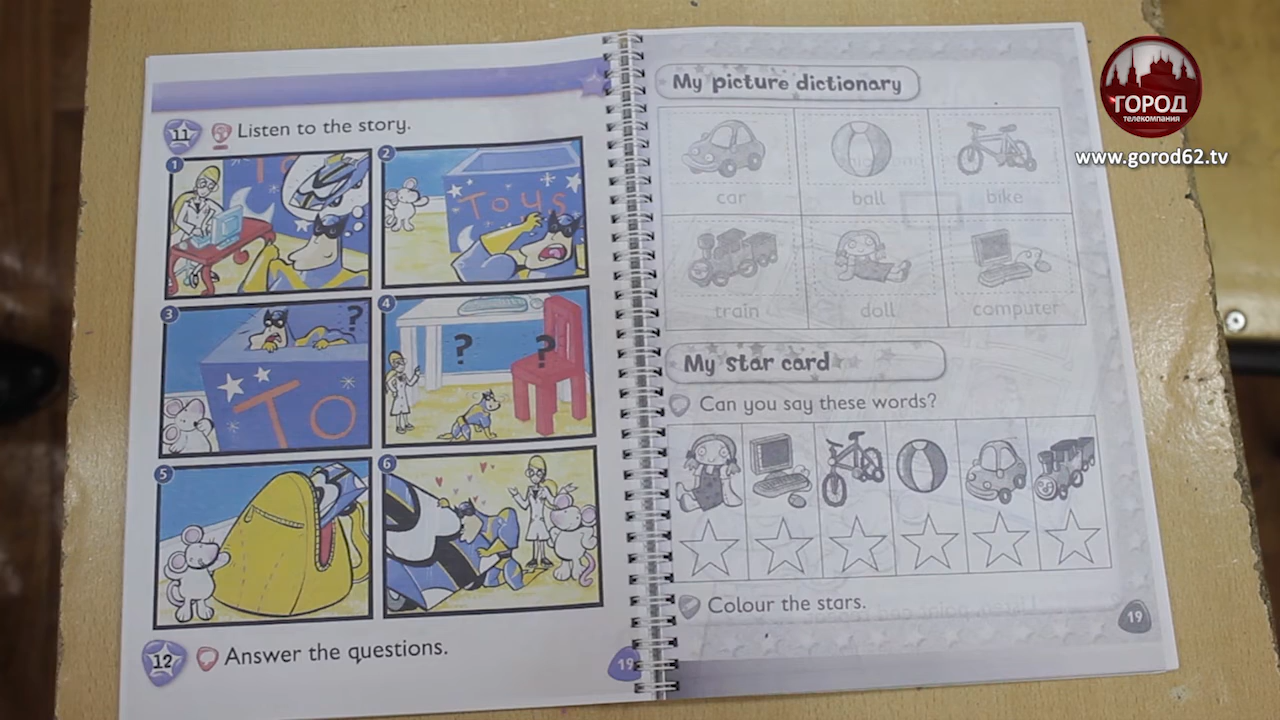 11 Listen to the story.
1
To
2
Toys
3
?
To
4
? ?
5
6
12 Answer the questions.
19
My picture dictionary
car ball bike
train doll computer
My star card
Can you say these words?
Colour the stars.
19
ГОРОД
телекомпания
www.gorod62.tv